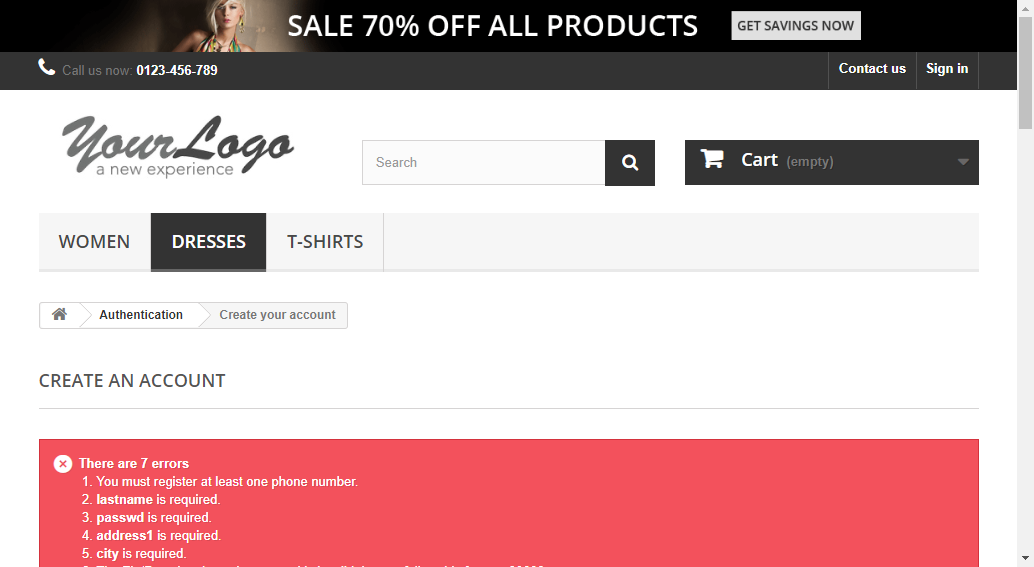 SALE 70% OFF ALL PRODUCTS GET SAVINGS NOW
Call us now: 0123-456-789 Contact us Sign in
YourLogo
a new experience
Search Cart (empty)
WOMEN DRESSES T-SHIRTS
Authentication Create your account
CREATE AN ACCOUNT
There are 7 errors
1. You must register at least one phone number.
2. lastname is required.
3. passwd is required.
4. address1 is required.
5. city is required.